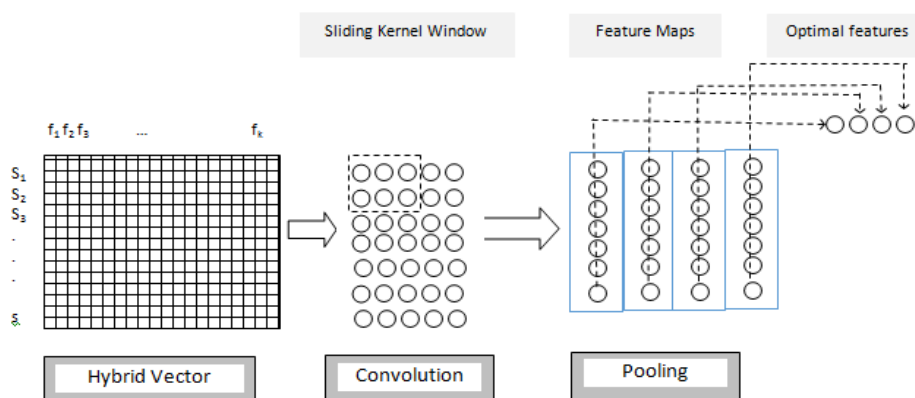 Sliding Kernel Window
Feature Maps
Optimal features
f1 f2 f3 ... fk
S1
S2
S3
.
.
.
s
Hybrid Vector
Convolution
Pooling